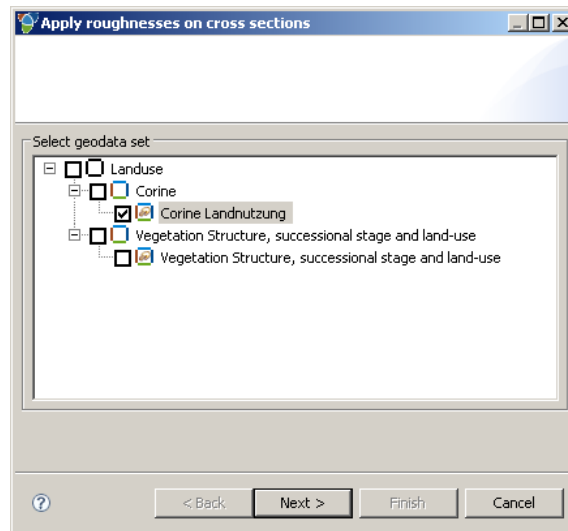 Apply roughnesses on cross sections
Select geodata set
Landuse
Corine
Corine Landnutzung
Vegetation Structure, successional stage and land-use
Vegetation Structure, successional stage and land-use
< Back Next > Finish Cancel